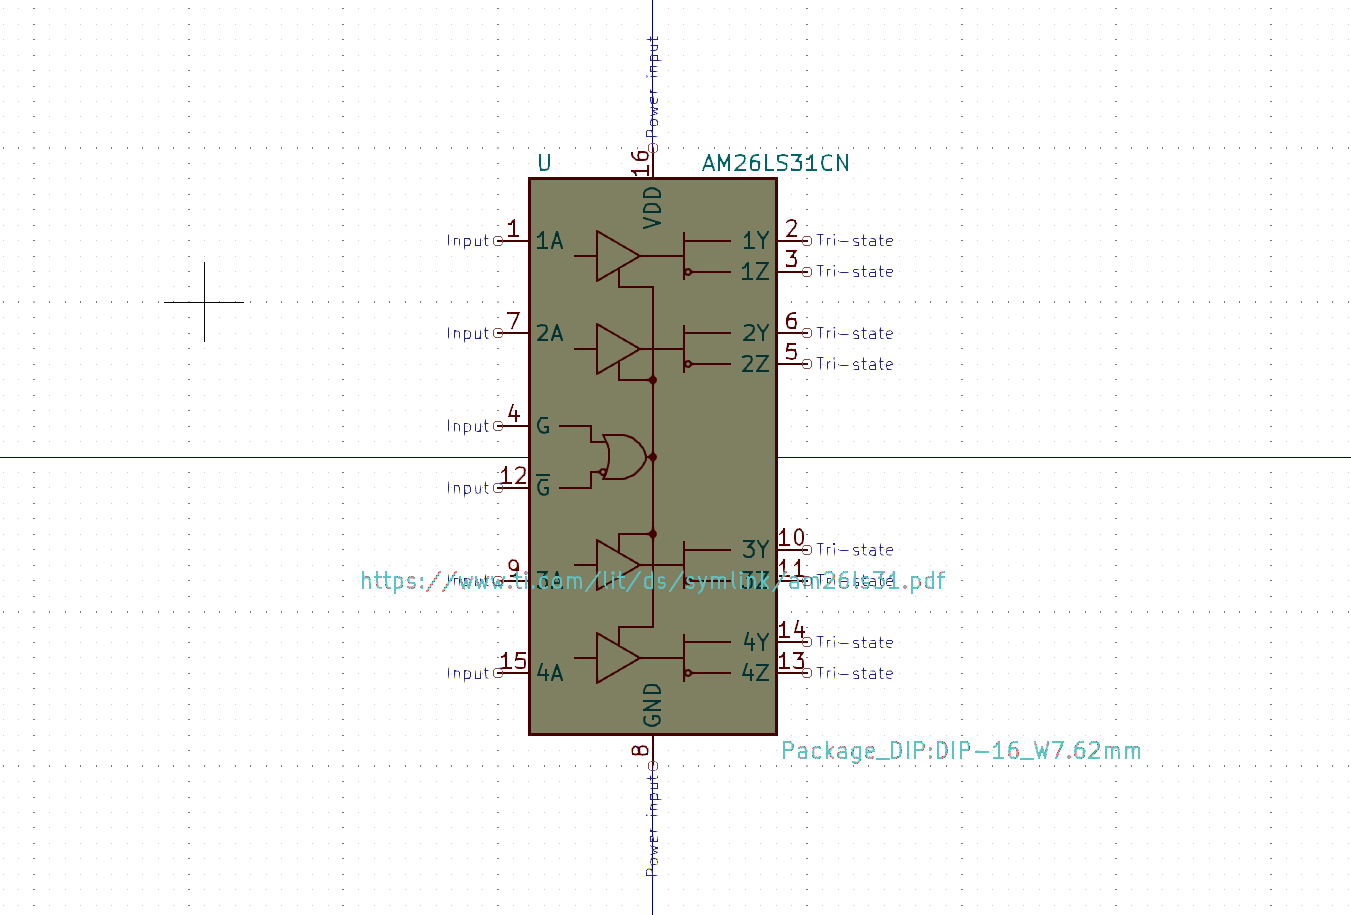 Power input
16
U AM26LS31CN
VDD
Input 1 1A 1Y 2 Tri-state
1Z 3 Tri-state
Input 7 2A 2Y 6 Tri-state
2Z 5 Tri-state
Input 4 G
Input 12 G̅
3Y 10 Tri-state
Input 9 3A 3Z 11 Tri-state
https://www.ti.com/lit/ds/symlink/am26ls31.pdf
4Y 14 Tri-state
Input 15 4A 4Z 13 Tri-state
GND
8
Package_DIP:DIP-16_W7.62mm
Power input